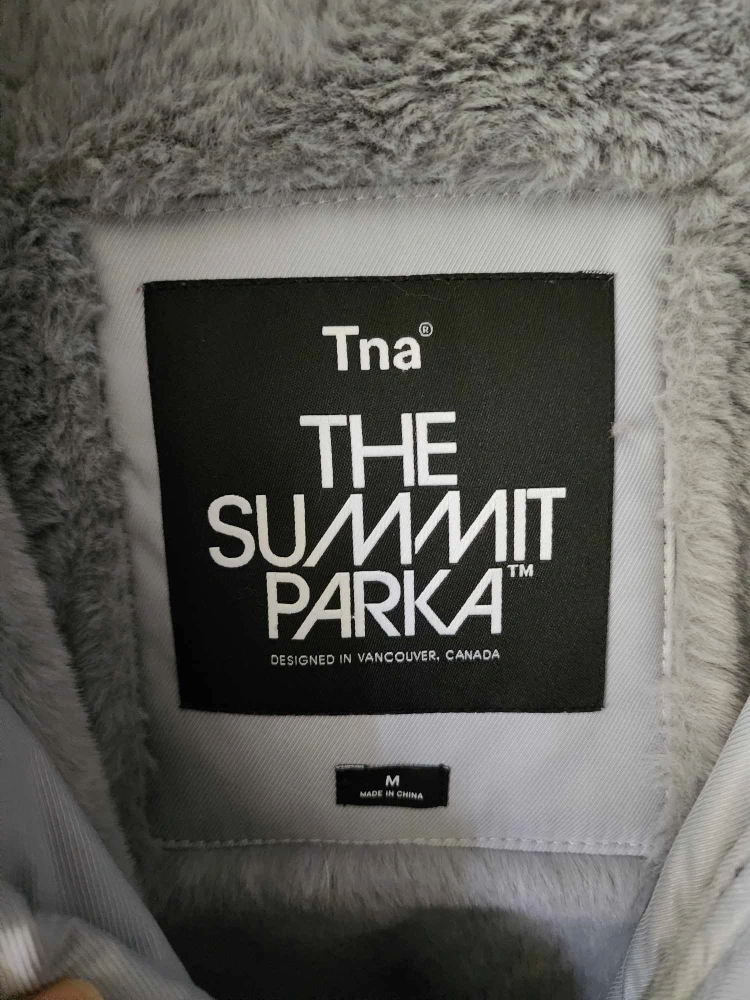 Tna®
THE
SUMMIT
PARKA™
DESIGNED IN VANCOUVER, CANADA
M
MADE IN CHINA